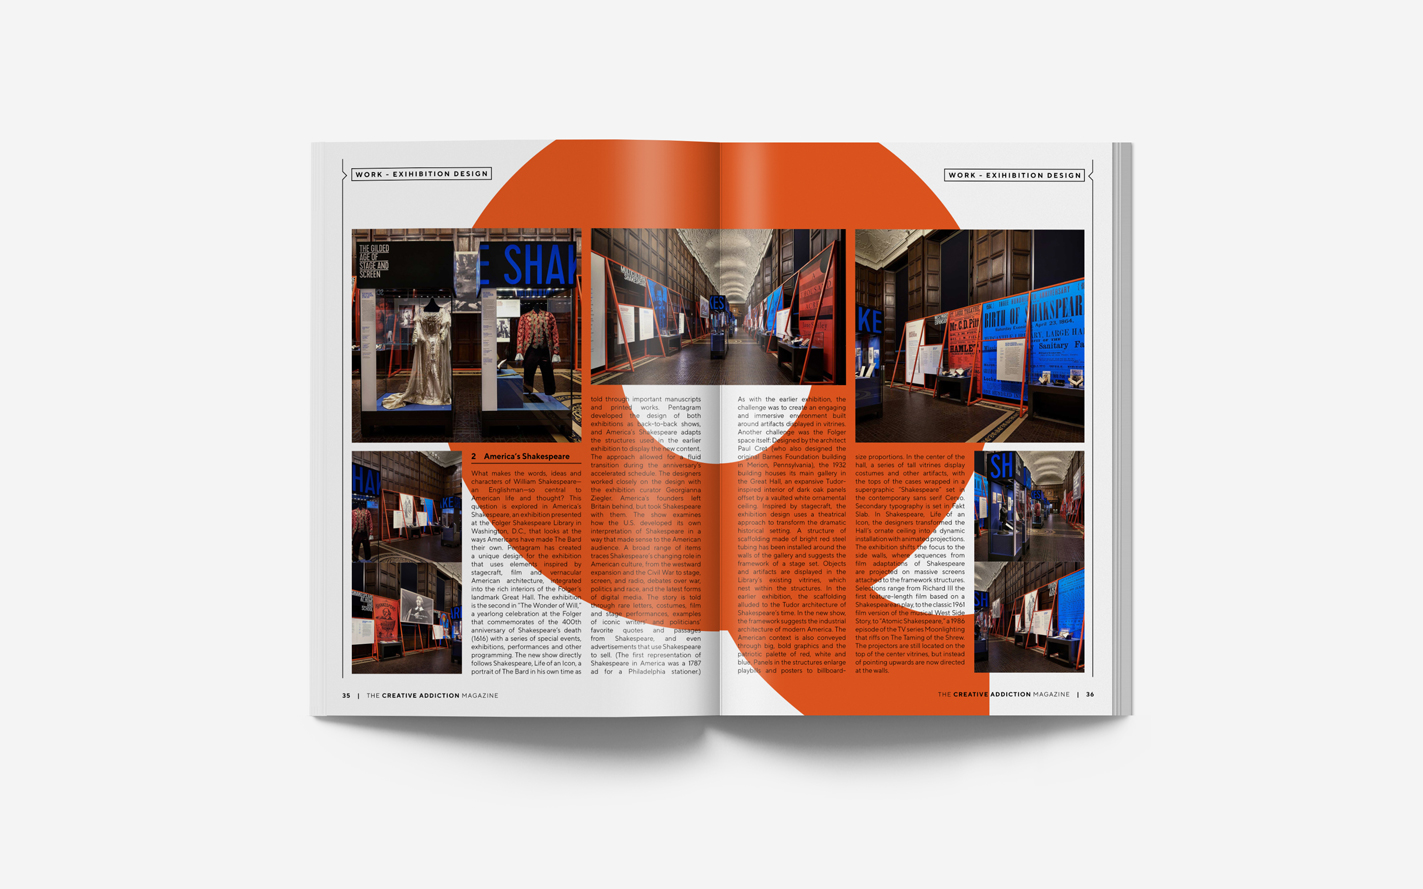 WORK - EXIHIBITION DESIGN
WORK - EXIHIBITION DESIGN
THE GILDED
AGE OF
STAGE AND
SCREEN
E SHAK
KES
KE
Mr. C.D. Pitt
HAMLET
BIRTH OF
SHAKSPEAR
April 23, 1864,
LARGE HA
Sanitary Fa
HA
KE
SH
SH
2 America's Shakespeare
What makes the words, ideas and
characters of William Shakespeare—
an Englishman—so central to
American life and thought? This
question is explored in America's
Shakespeare, an exhibition presented
at the Folger Shakespeare Library in
Washington, D.C., that looks at the
ways Americans have made The Bard
their own. Pentagram has created
a unique design for the exhibition
that uses elements inspired by
stagecraft, film and vernacular
American architecture, integrated
into the rich interiors of the Folger's
landmark Great Hall. The exhibition
is the second in "The Wonder of Will,"
a yearlong celebration at the Folger
that commemorates of the 400th
anniversary of Shakespeare's death
(1616) with a series of special events,
exhibitions, performances and other
programming. The new show directly
follows Shakespeare, Life of an Icon, a
portrait of The Bard in his own time as
told through important manuscripts
and printed works. Pentagram
developed the design of both
exhibitions as back-to-back shows,
and America's Shakespeare adapts
the structures used in the earlier
exhibition to display the new content.
The approach allowed for a fluid
transition during the anniversary's
accelerated schedule. The designers
worked closely on the design with
the exhibition curator Georgianna
Ziegler. America's founders left
Britain behind, but took Shakespeare
with them. The show examines
how the U.S. developed its own
interpretation of Shakespeare in a
way that made sense to the American
audience. A broad range of items
traces Shakespeare's changing role in
American culture, from the westward
expansion and the Civil War to stage,
screen, and radio, debates over war,
politics and race, and the latest forms
of digital media. The story is told
through rare letters, costumes, film
and stage performances, examples
of iconic writers' and politicians'
favorite quotes and passages
from Shakespeare, and even
advertisements that use Shakespeare
to sell. (The first representation of
Shakespeare in America was a 1787
ad for a Philadelphia stationer.)
As with the earlier exhibition, the
challenge was to create an engaging
and immersive environment built
around artifacts displayed in vitrines.
Another challenge was the Folger
space itself: Designed by the architect
Paul Cret (who also designed the
original Barnes Foundation building
in Merion, Pennsylvania), the 1932
building houses its main gallery in
the Great Hall, an expansive Tudor-
inspired interior of dark oak panels
offset by a vaulted white ornamental
ceiling. Inspired by stagecraft, the
exhibition design uses a theatrical
approach to transform the dramatic
historical setting. A structure of
scaffolding made of bright red steel
tubing has been installed around the
walls of the gallery and suggests the
framework of a stage set. Objects
and artifacts are displayed in the
Library's existing vitrines, which
nest within the structures. In the
earlier exhibition, the scaffolding
alluded to the Tudor architecture of
Shakespeare's time. In the new show,
the framework suggests the industrial
architecture of modern America. The
American context is also conveyed
through big, bold graphics and the
patriotic palette of red, white and
blue. Panels in the structures enlarge
playbills and posters to billboard-
size proportions. In the center of the
hall, a series of tall vitrines display
costumes and other artifacts, with
the tops of the cases wrapped in a
supergraphic "Shakespeare" set in
the contemporary sans serif Cervo.
Secondary typography is set in Fakt
Slab. In Shakespeare, Life of an
Icon, the designers transformed the
Hall's ornate ceiling into a dynamic
installation with animated projections.
The exhibition shifts the focus to the
side walls, where sequences from
film adaptations of Shakespeare
are projected on massive screens
attached to the framework structures.
Selections range from Richard III the
first feature-length film based on a
Shakespearean play, to the classic 1961
film version of the musical West Side
Story, to "Atomic Shakespeare," a 1986
episode of the TV series Moonlighting
that riffs on The Taming of the Shrew.
The projectors are still located on the
top of the center vitrines, but instead
of pointing upwards are now directed
at the walls.
35 | THE CREATIVE ADDICTION MAGAZINE
THE CREATIVE ADDICTION MAGAZINE | 36